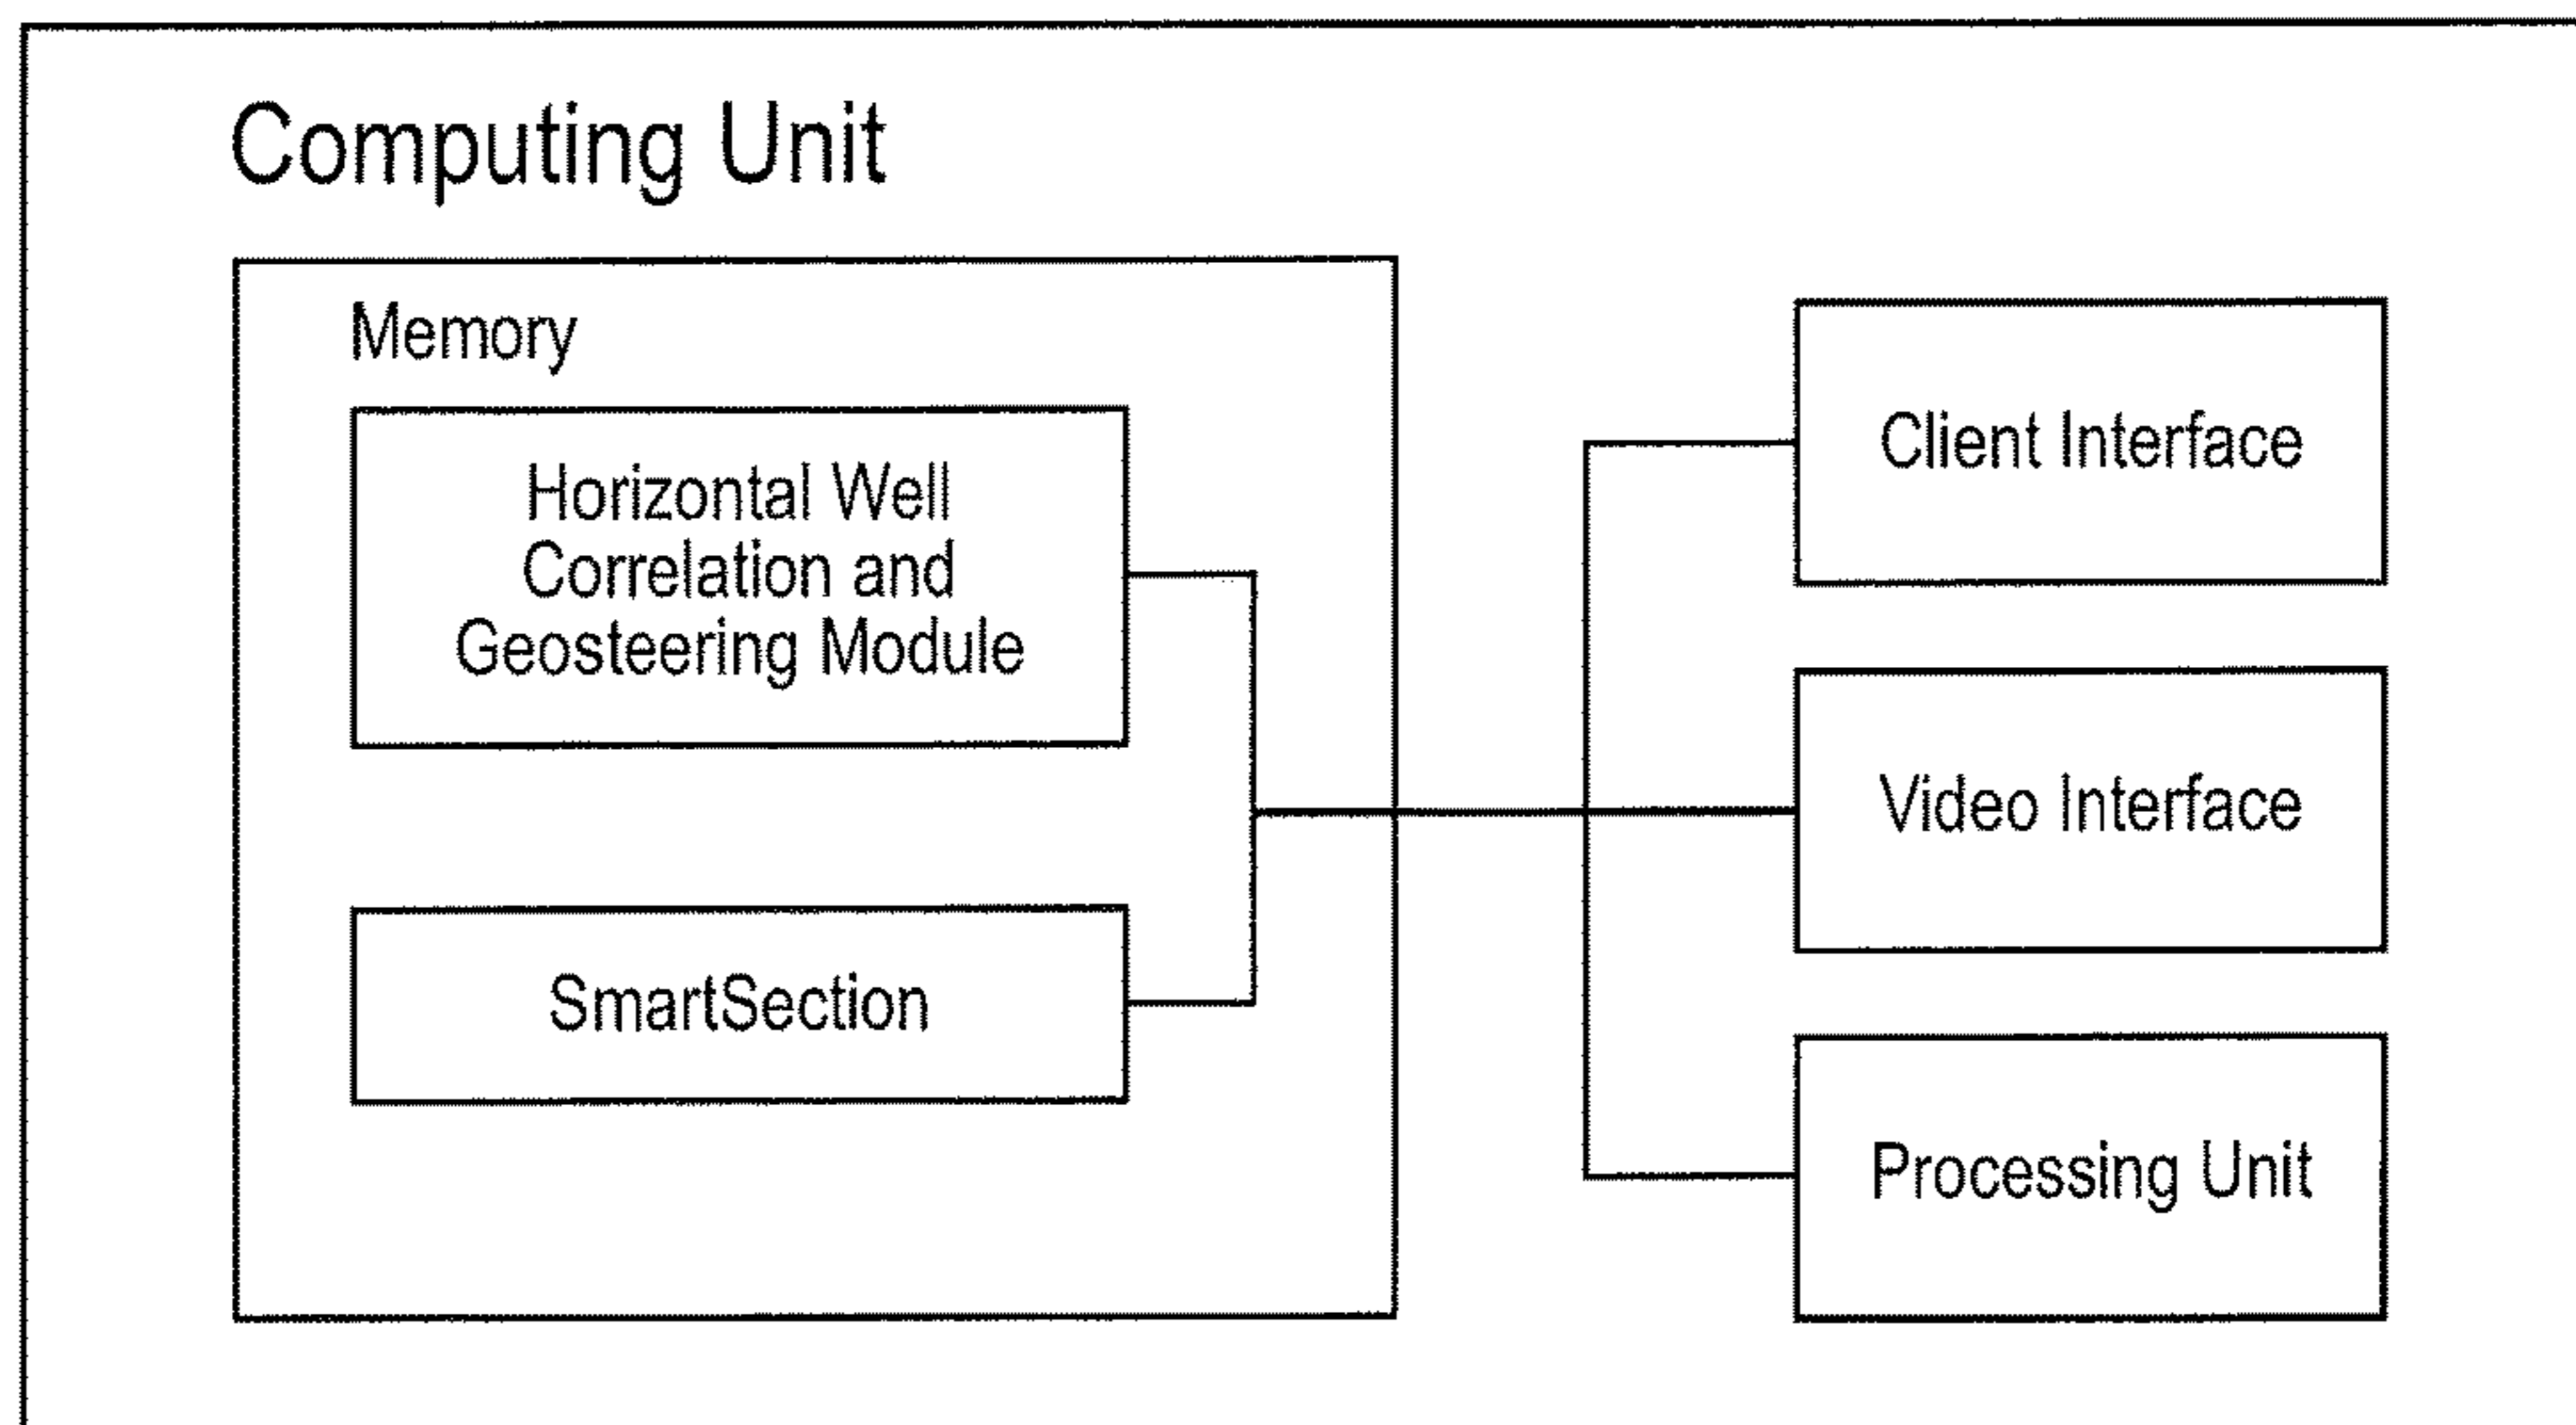 Computing Unit
Memory
Horizontal Well
Correlation and
Geosteering Module
SmartSection
Client Interface
Video Interface
Processing Unit